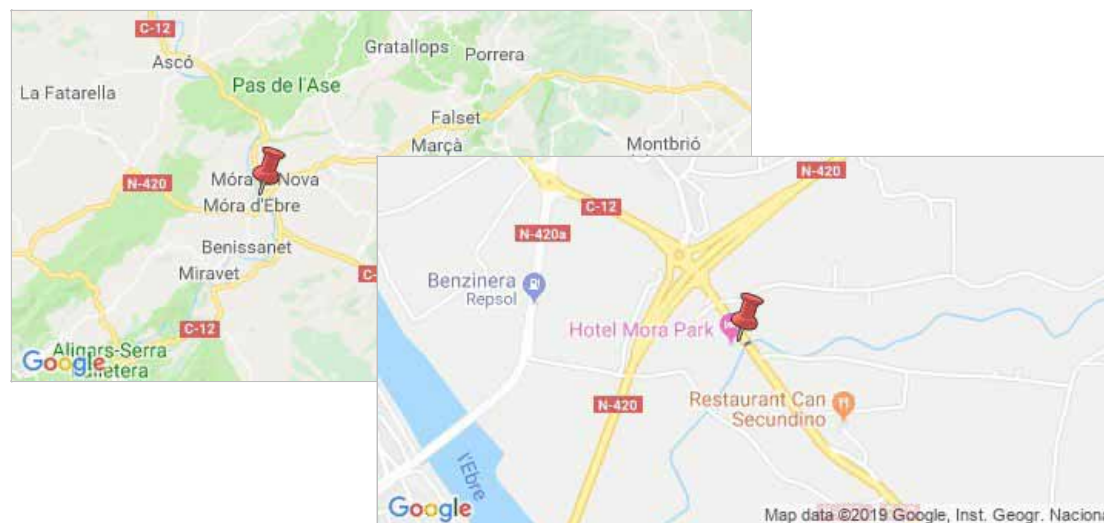 C-12
Gratallops
Porrera
Ascó
Pas de l'Ase
La Fatarella
Falset
Marçà
Montbrió
N-420
Móra
Nova
Móra d'Ebre
Benissanet
Miravet
C-12
Google
N-420
C-12
N-420a
Benzinera
Repsol
Hotel Mora Park
Restaurant Can
Secundino
N-420
l'Ebre
Google
Map data ©2019 Google, Inst. Geogr. Naciona